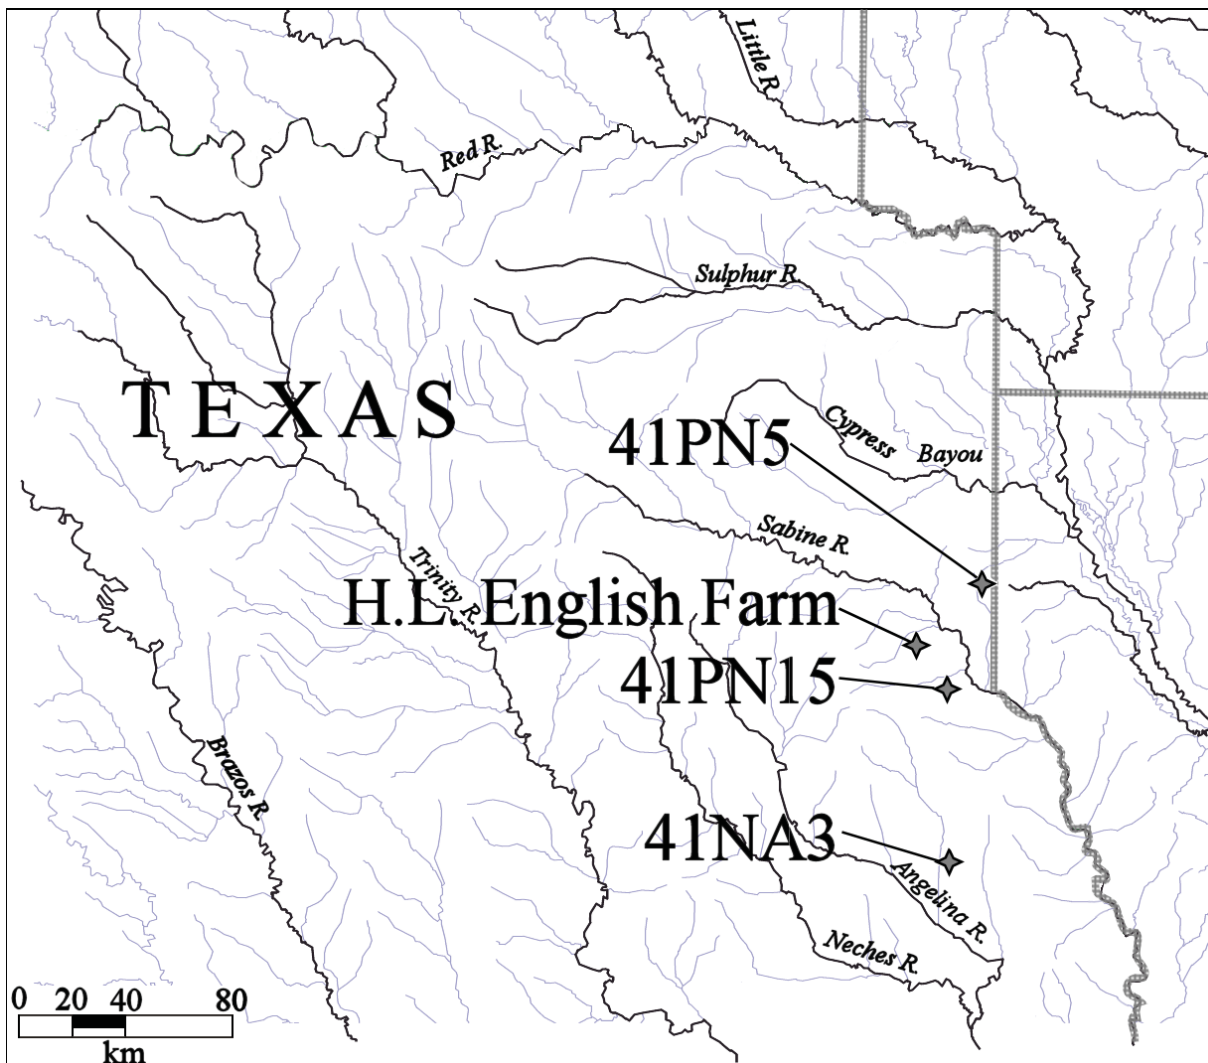 Little R.
Red R.
Sulphur R.
TEXAS
41PN5
Cypress Bayou
Sabine R.
Trinity R.
H.L. English Farm
41PN15
Brazos R.
41NA3
Angelina R.
Neches R.
0 20 40 80
km